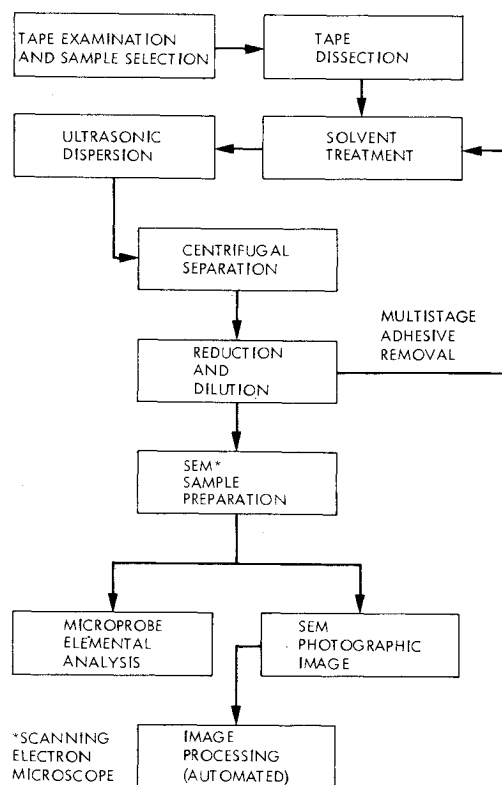 TAPE EXAMINATION
AND SAMPLE SELECTION
TAPE
DISSECTION
ULTRASONIC
DISPERSION
SOLVENT
TREATMENT
CENTRIFUGAL
SEPARATION
MULTISTAGE
ADHESIVE
REMOVAL
REDUCTION
AND
DILUTION
SEM*
SAMPLE
PREPARATION
MICROPROBE
ELEMENTAL
ANALYSIS
SEM
PHOTOGRAPHIC
IMAGE
*SCANNING
ELECTRON
MICROSCOPE
IMAGE
PROCESSING
(AUTOMATED)